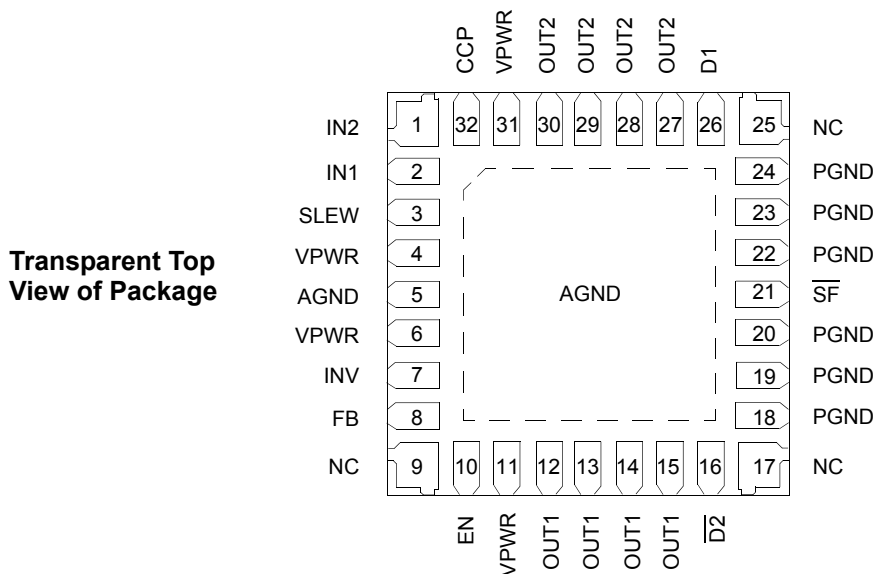 CCP
VPWR
OUT2
OUT2
OUT2
OUT2
D1
IN2 1 32 31 30 29 28 27 26 25 NC
IN1 2 24 PGND
SLEW 3 23 PGND
Transparent Top
View of Package
VPWR 4 22 PGND
AGND 5 AGND 21 S̅F̅
VPWR 6 20 PGND
INV 7 19 PGND
FB 8 18 PGND
NC 9 10 11 12 13 14 15 16 17 NC
EN
VPWR
OUT1
OUT1
OUT1
OUT1
D̅2̅